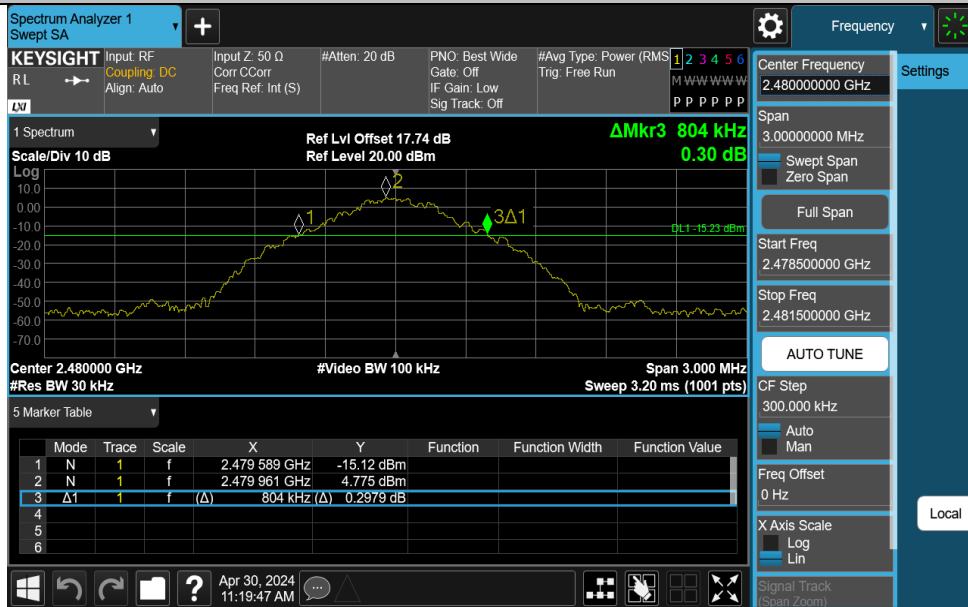 Spectrum Analyzer 1
Swept SA
+
Frequency
KEYSIGHT
RL
LXI
Input: RF
Coupling: DC
Align: Auto
Input Z: 50 Ω
Corr CCorr
Freq Ref: Int (S)
#Atten: 20 dB
PNO: Best Wide
Gate: Off
IF Gain: Low
Sig Track: Off
#Avg Type: Power (RMS
Trig: Free Run
1 2 3 4 5 6
M W W W W W
P P P P P P
1 Spectrum
Scale/Div 10 dB
Ref Lvl Offset 17.74 dB
Ref Level 20.00 dBm
ΔMkr3 804 kHz
0.30 dB
Log
10.0
0.00
-10.0
-20.0
-30.0
-40.0
-50.0
-60.0
-70.0
1
2
3Δ1
DL1 -15.23 dBm
Center 2.480000 GHz
#Video BW 100 kHz
Span 3.000 MHz
#Res BW 30 kHz
Sweep 3.20 ms (1001 pts)
5 Marker Table
Mode Trace Scale X Y Function Function Width Function Value
1 N 1 f 2.479 589 GHz -15.12 dBm
2 N 1 f 2.479 961 GHz 4.775 dBm
3 Δ1 1 f (Δ) 804 kHz (Δ) 0.2979 dB
4
5
6
?
Apr 30, 2024
11:19:47 AM
Center Frequency
2.480000000 GHz
Span
3.00000000 MHz
Swept Span
Zero Span
Full Span
Start Freq
2.478500000 GHz
Stop Freq
2.481500000 GHz
AUTO TUNE
CF Step
300.000 kHz
Auto
Man
Freq Offset
0 Hz
X Axis Scale
Log
Lin
Signal Track
(Span Zoom)
Settings
Local